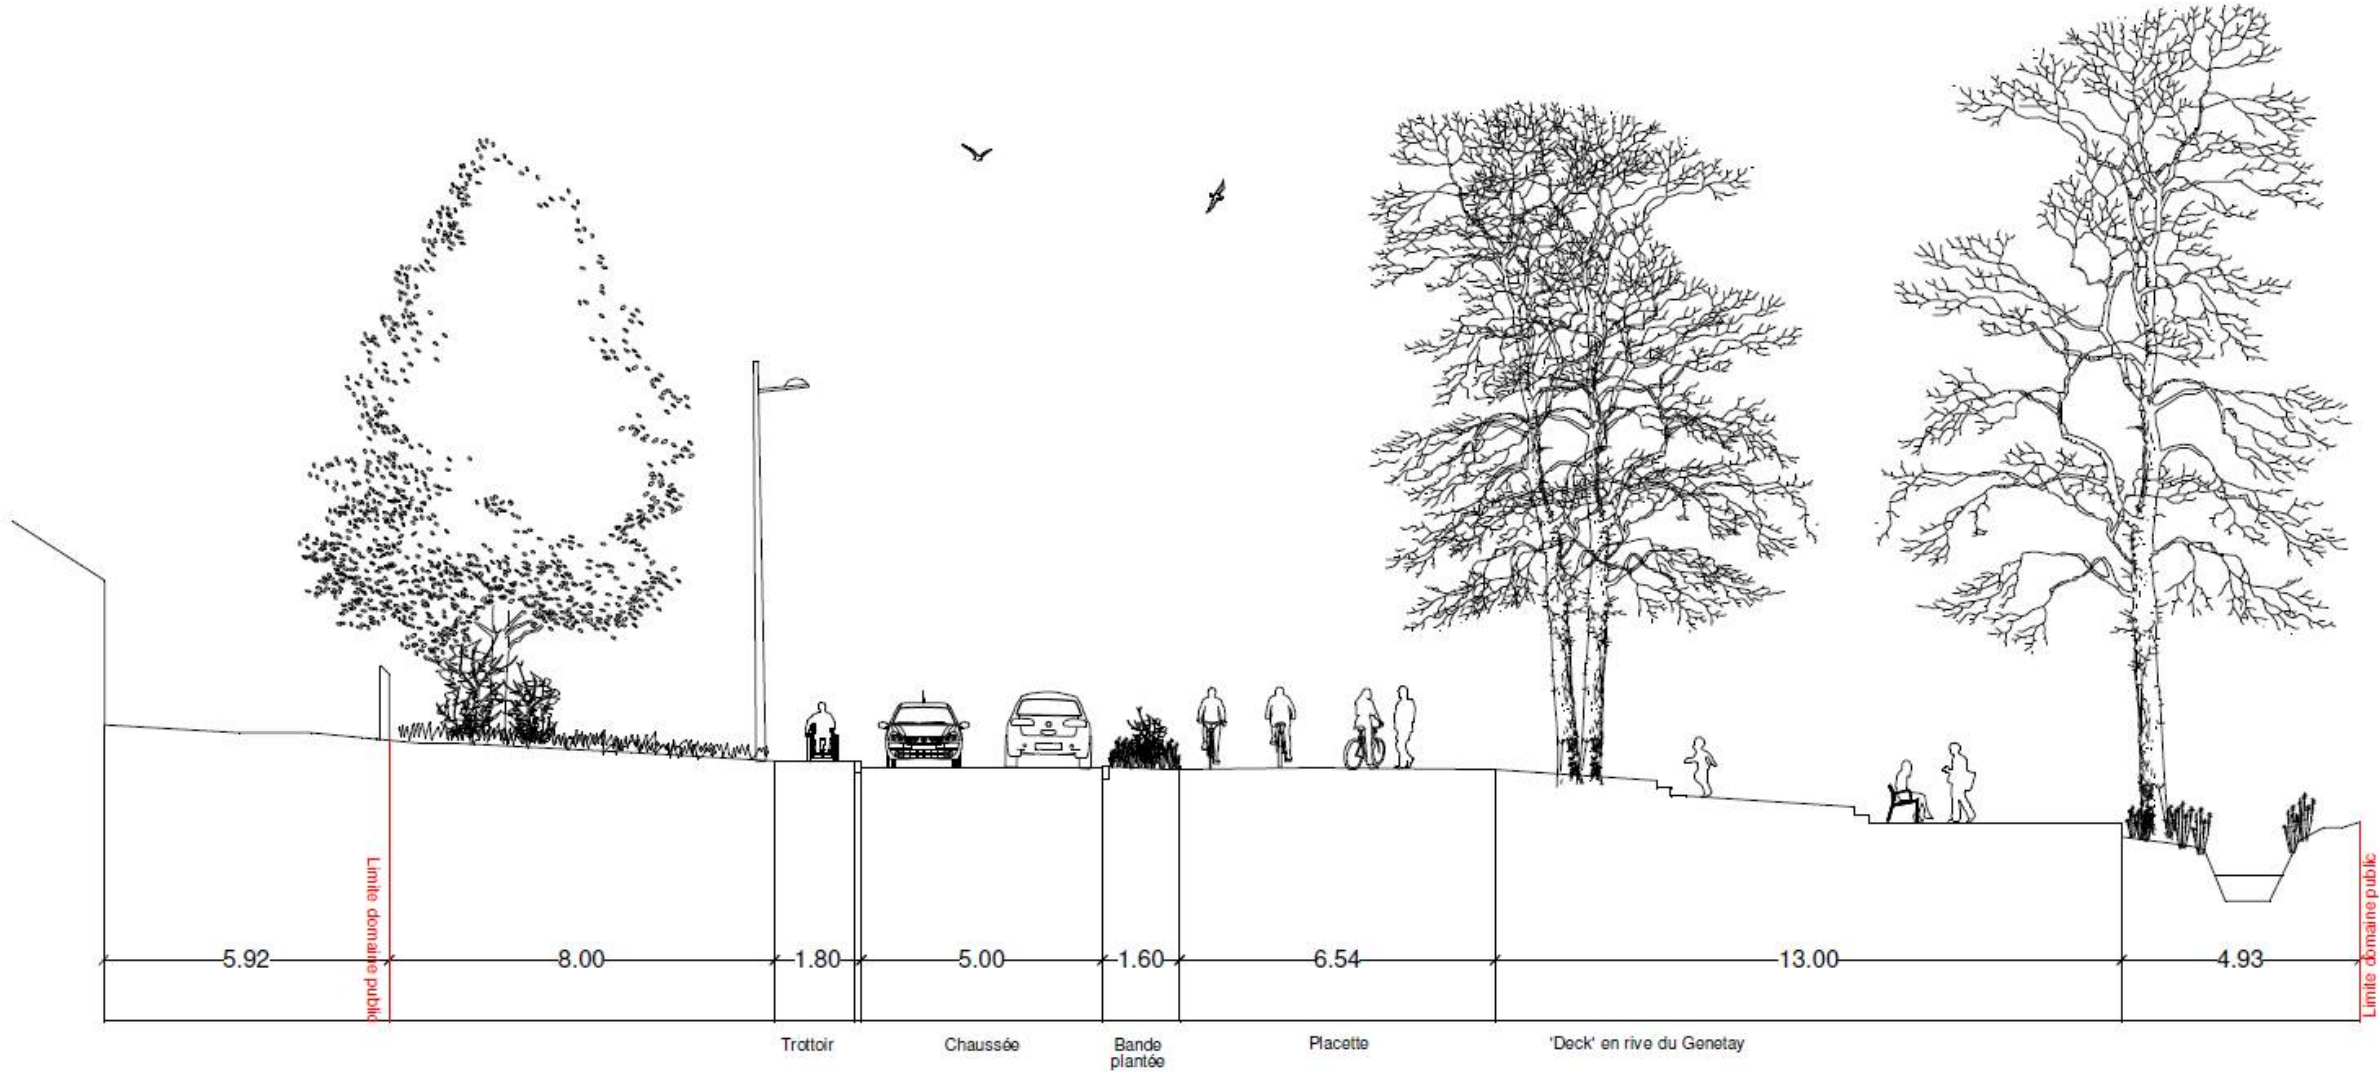 Limite domaine public
Limite domaine public
5.92
8.00
1.80
5.00
1.60
6.54
13.00
4.93
Trottoir
Chaussée
Bande
plantée
Placette
'Deck' en rive du Genetay